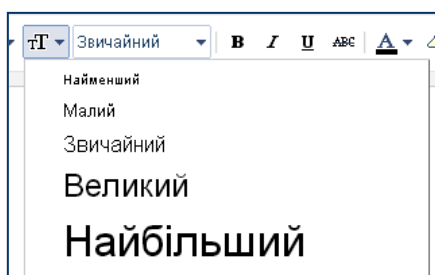 тТ Звичайний B I U ABC A
Найменший
Малий
Звичайний
Великий
Найбільший